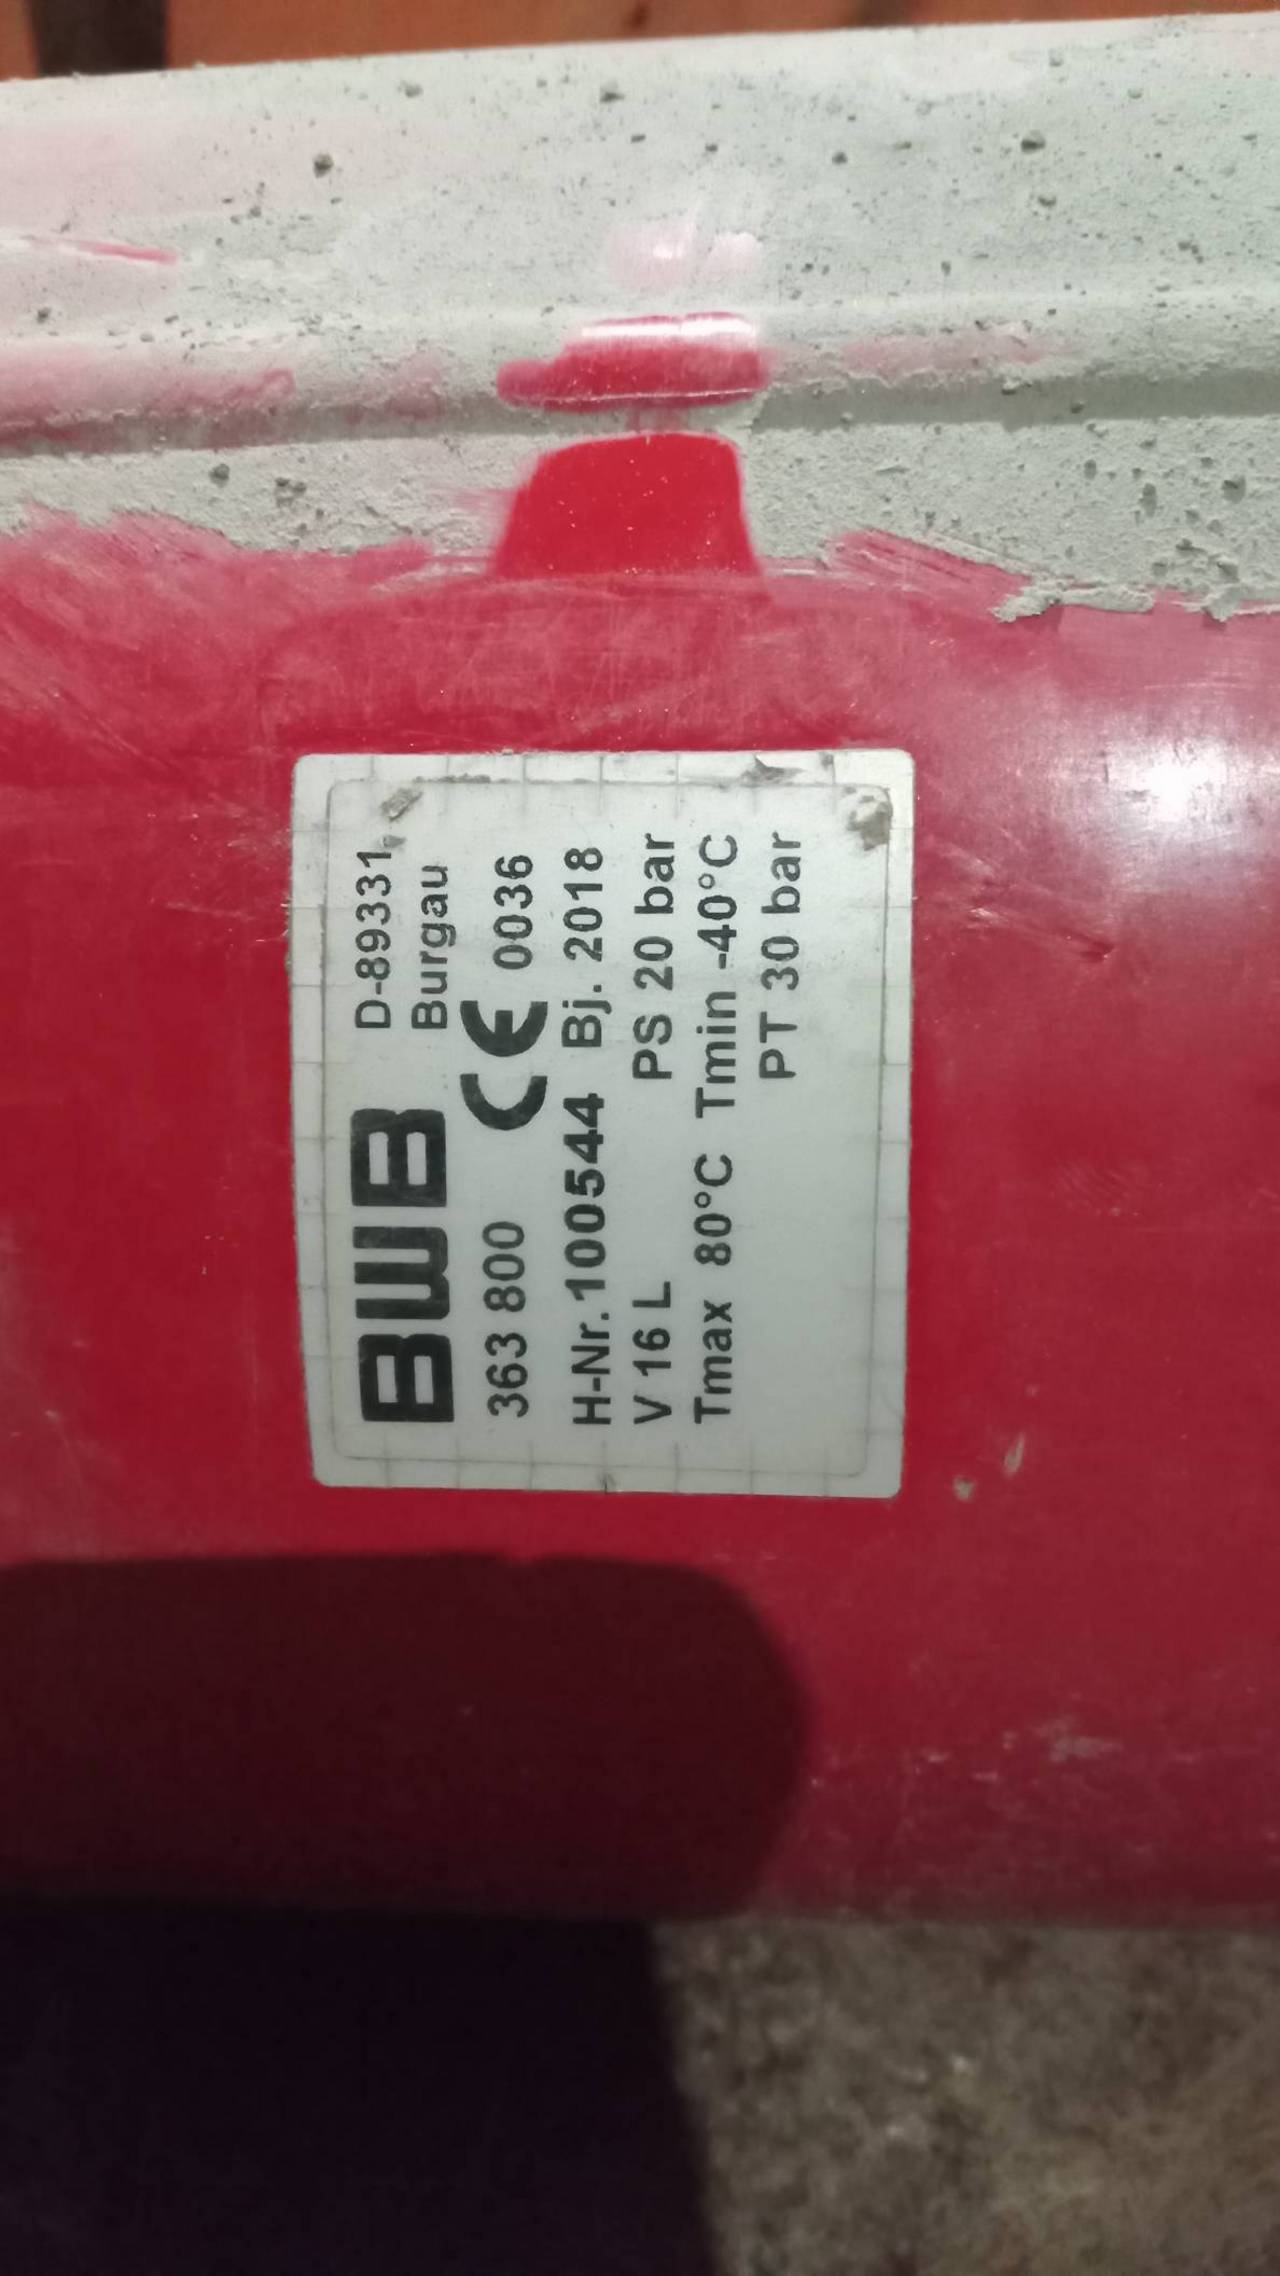 BWB D-89331
Burgau
363 800 CE 0036
H-Nr. 100544 Bj. 2018
V 16 L PS 20 bar
Tmax 80°C Tmin -40°C
PT 30 bar